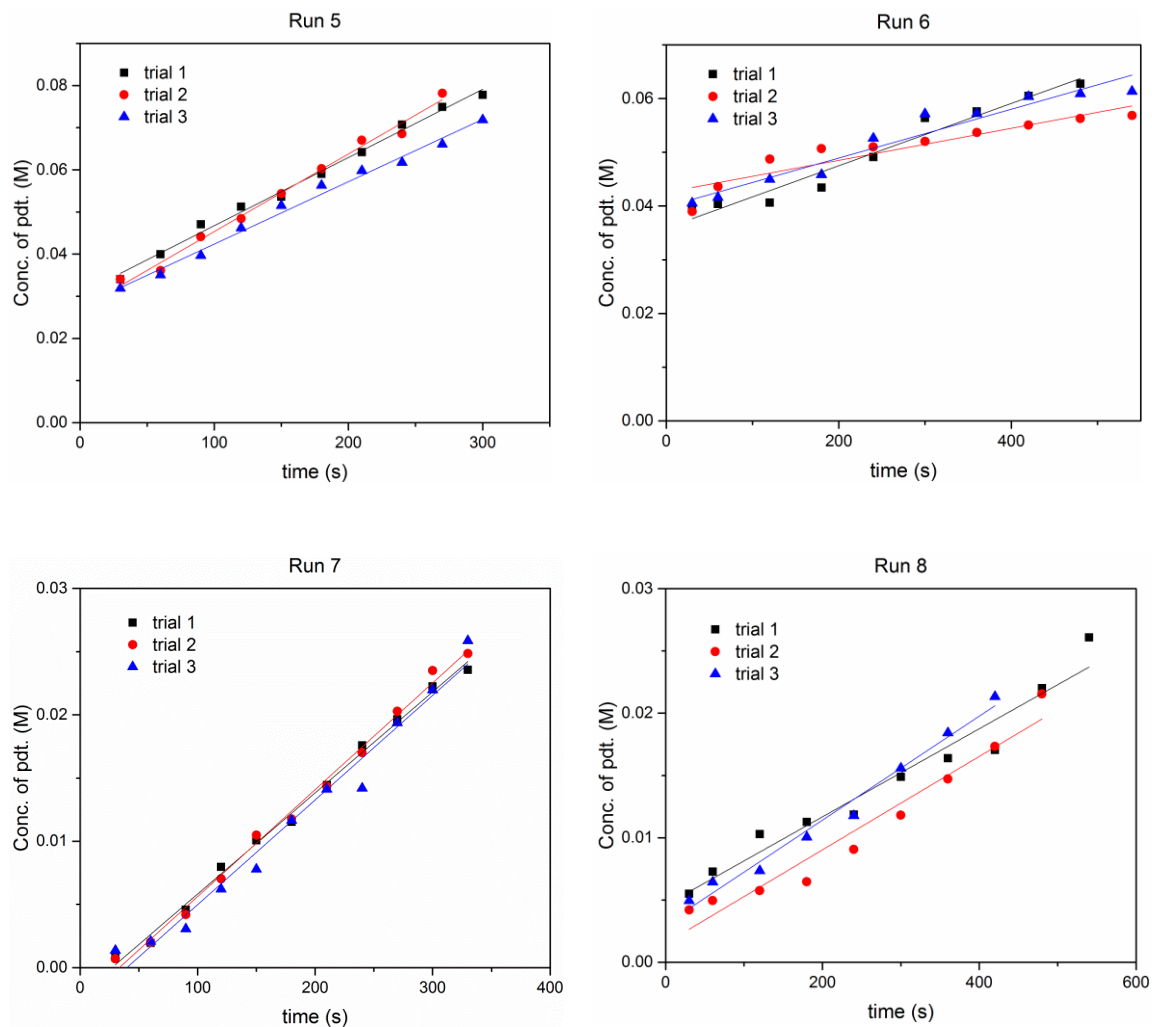 Run 5
trial 1
trial 2
trial 3
0.08
0.06
0.04
0.02
0.00
Conc. of pdt. (M)
0
100
200
300
time (s)
Run 6
trial 1
trial 2
trial 3
0.06
0.04
0.02
0.00
Conc. of pdt. (M)
0
200
400
time (s)
Run 7
trial 1
trial 2
trial 3
0.03
0.02
0.01
0.00
Conc. of pdt. (M)
0
100
200
300
400
time (s)
Run 8
trial 1
trial 2
trial 3
0.03
0.02
0.01
0.00
Conc. of pdt. (M)
0
200
400
600
time (s)